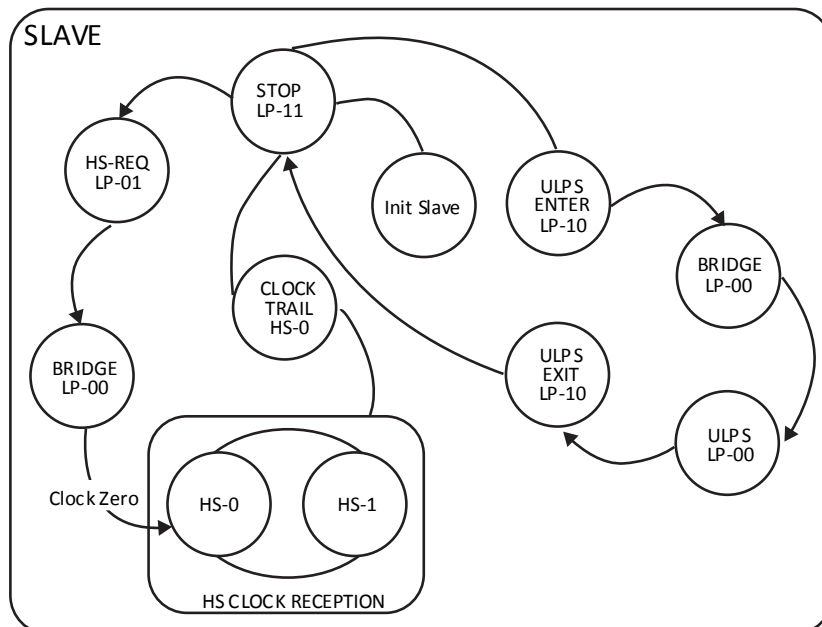 SLAVE
STOP
LP-11
HS-REQ
LP-01
Init Slave
ULPS
ENTER
LP-10
BRIDGE
LP-00
CLOCK
TRAIL
HS-0
BRIDGE
LP-00
ULPS
EXIT
LP-10
ULPS
LP-00
Clock Zero
HS-0
HS-1
HS CLOCK RECEPTION